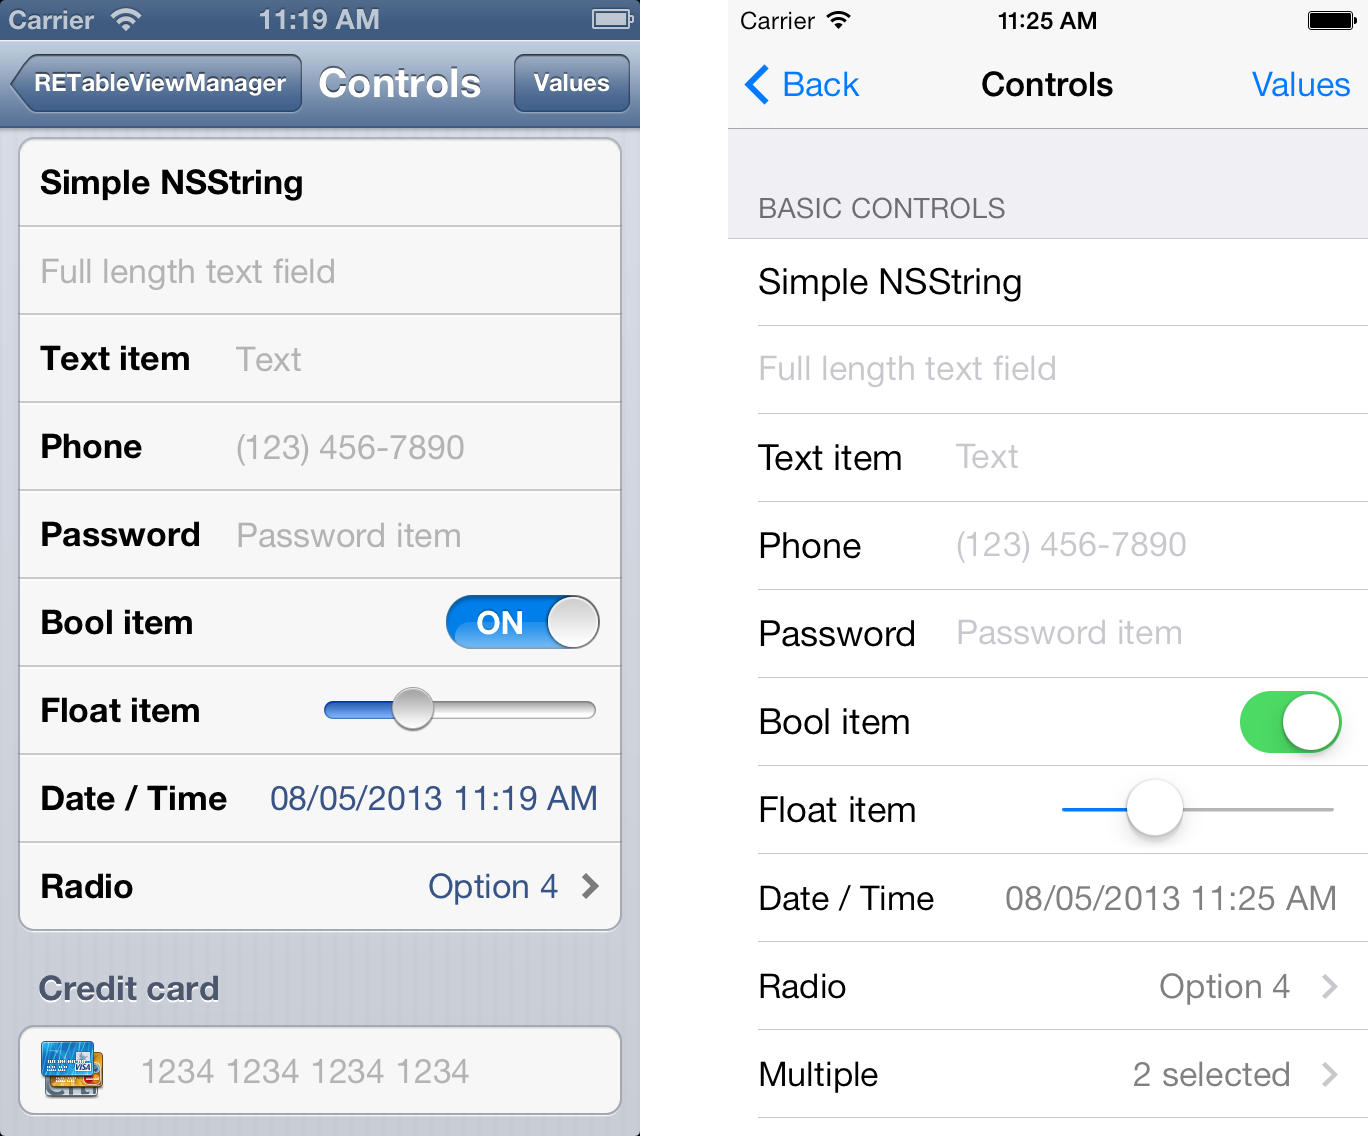 Carrier 11:19 AM
RETableViewManager Controls Values
Simple NSString
Full length text field
Text item Text
Phone (123) 456-7890
Password Password item
Bool item ON
Float item
Date / Time 08/05/2013 11:19 AM
Radio Option 4
Credit card
VISA
1234 1234 1234 1234
Carrier 11:25 AM
Back Controls Values
BASIC CONTROLS
Simple NSString
Full length text field
Text item Text
Phone (123) 456-7890
Password Password item
Bool item
Float item
Date / Time 08/05/2013 11:25 AM
Radio Option 4
Multiple 2 selected